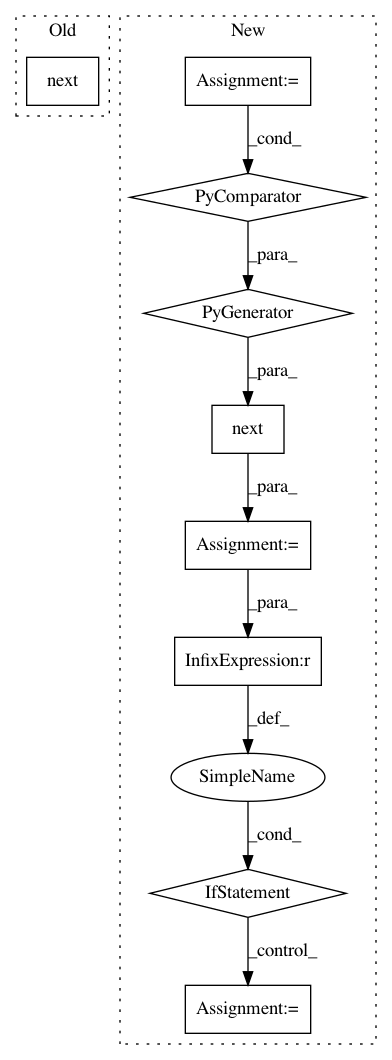 Old
New
next
Assignment:=
_cond_
PyComparator
_para_
PyGenerator
_para_
next
_para_
Assignment:=
_para_
InfixExpression:r
_def_
SimpleName
_cond_
IfStatement
_control_
Assignment:=